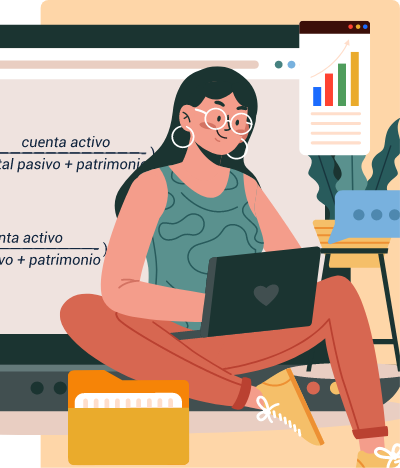 cuenta activo
tal pasivo + patrimonio )
nta activo
vo + patrimonio )